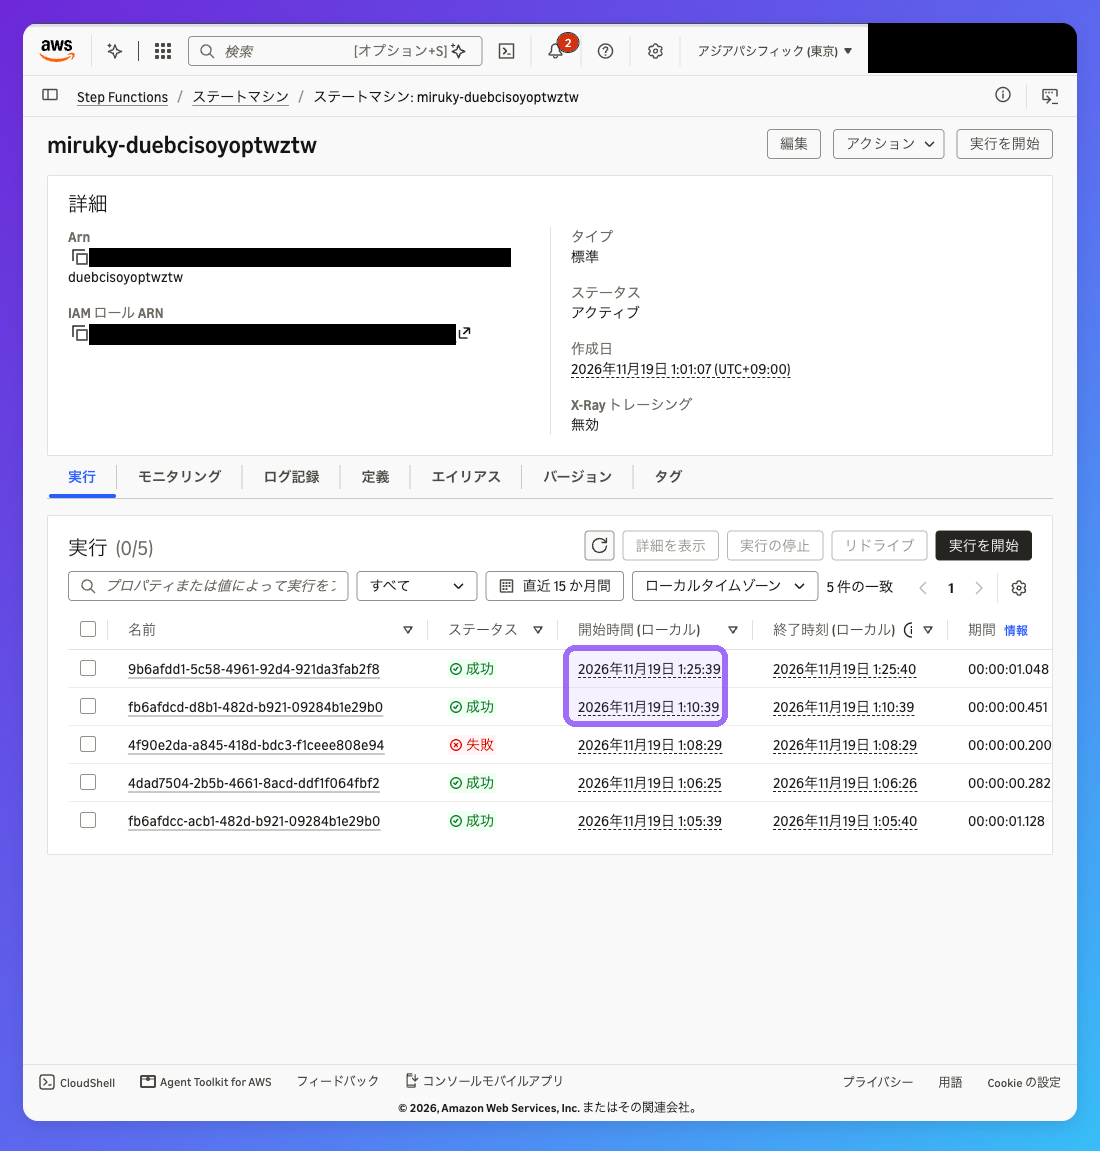 aws
検索 [オプション+S]
2
アジアパシフィック (東京) ▼
Step Functions / ステートマシン / ステートマシン: miruky-duebcisoyoptwztw
miruky-duebcisoyoptwztw
編集 アクション 実行を開始
詳細
Arn
duebcisoyoptwztw
IAM ロール ARN
タイプ
標準
ステータス
アクティブ
作成日
2026年11月19日 1:01:07 (UTC+09:00)
X-Ray トレーシング
無効
実行 モニタリング ログ記録 定義 エイリアス バージョン タグ
実行 (0/5)
詳細を表示 実行の停止 リドライブ 実行を開始
プロパティまたは値によって実行をフ すべて 直近 15 か月間 ローカルタイムゾーン 5 件の一致 1
名前 ステータス 開始時間 (ローカル) 終了時刻 (ローカル) 期間 情報
9b6afdd1-5c58-4961-92d4-921da3fab2f8 成功 2026年11月19日 1:25:39 2026年11月19日 1:25:40 00:00:01.048
fb6afdcd-d8b1-482d-b921-09284b1e29b0 成功 2026年11月19日 1:10:39 2026年11月19日 1:10:39 00:00:00.451
4f90e2da-a845-418d-bdc3-f1ceee808e94 失敗 2026年11月19日 1:08:29 2026年11月19日 1:08:29 00:00:00.200
4dad7504-2b5b-4661-8acd-ddf1f064fbf2 成功 2026年11月19日 1:06:25 2026年11月19日 1:06:26 00:00:00.282
fb6afdcc-acb1-482d-b921-09284b1e29b0 成功 2026年11月19日 1:05:39 2026年11月19日 1:05:40 00:00:01.128
CloudShell Agent Toolkit for AWS フィードバック コンソールモバイルアプリ プライバシー 用語 Cookie の設定
© 2026, Amazon Web Services, Inc. またはその関連会社。